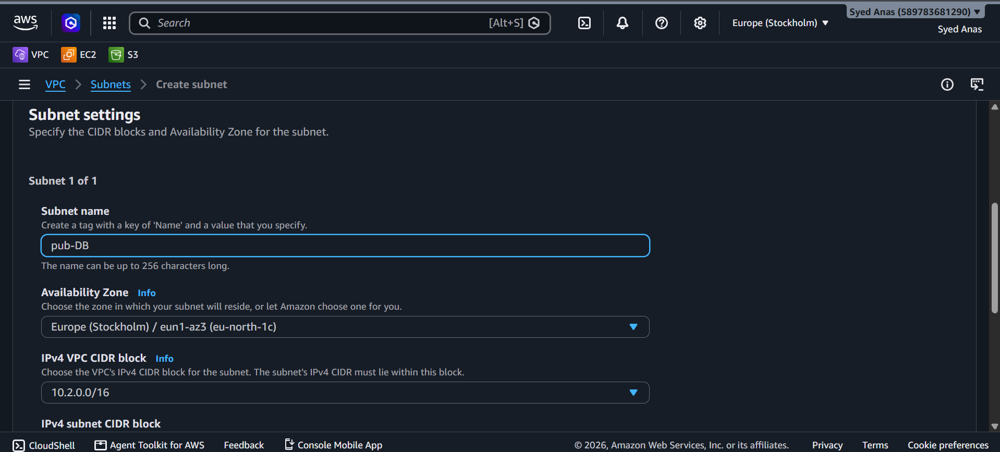 aws
Search [Alt+S]
Europe (Stockholm)
Syed Anas (589783681290)
Syed Anas
VPC EC2 S3
VPC Subnets Create subnet
Subnet settings
Specify the CIDR blocks and Availability Zone for the subnet.
Subnet 1 of 1
Subnet name
Create a tag with a key of 'Name' and a value that you specify.
pub-DB
The name can be up to 256 characters long.
Availability Zone Info
Choose the zone in which your subnet will reside, or let Amazon choose one for you.
Europe (Stockholm) / eun1-az3 (eu-north-1c)
IPv4 VPC CIDR block Info
Choose the VPC's IPv4 CIDR block for the subnet. The subnet's IPv4 CIDR must lie within this block.
10.2.0.0/16
IPv4 subnet CIDR block
CloudShell Agent Toolkit for AWS Feedback Console Mobile App © 2026, Amazon Web Services, Inc. or its affiliates. Privacy Terms Cookie preferences